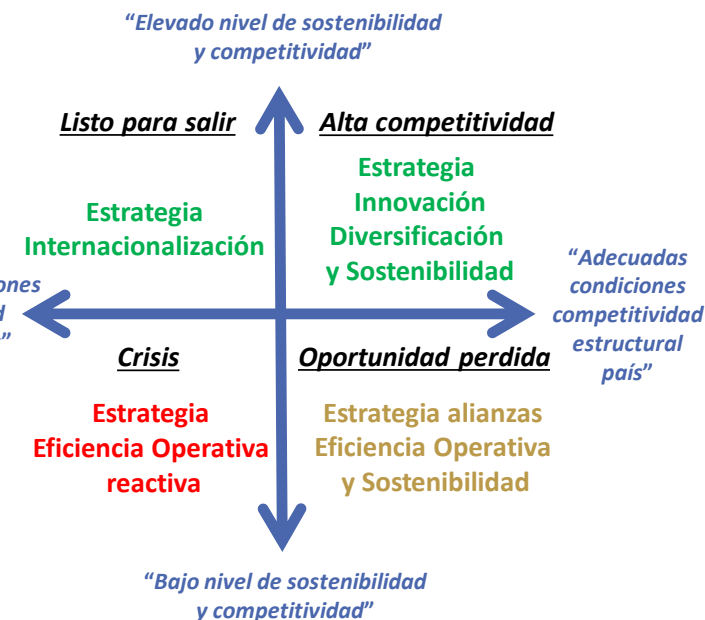 “Elevado nivel de sostenibilidad
y competitividad”
Listo para salir
Alta competitividad
Estrategia
Internacionalización
Estrategia
Innovación
Diversificación
y Sostenibilidad
“Adecuadas
condiciones
competitividad
estructural
país”
Crisis
Oportunidad perdida
Estrategia
Eficiencia Operativa
reactiva
Estrategia alianzas
Eficiencia Operativa
y Sostenibilidad
“Bajo nivel de sostenibilidad
y competitividad”